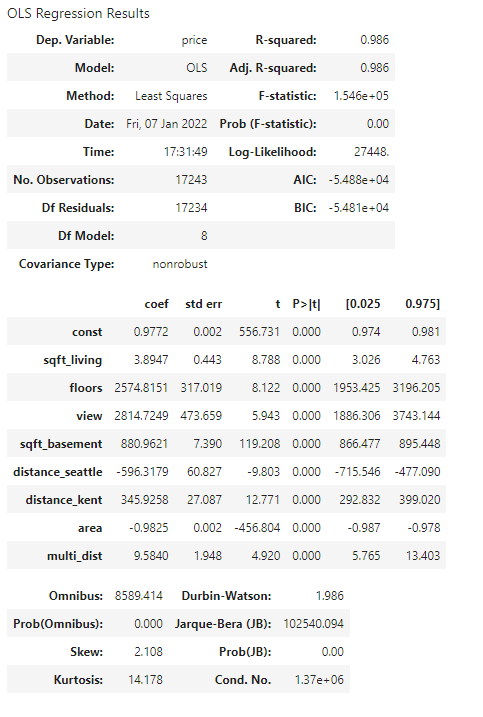 OLS Regression Results
Dep. Variable: price R-squared: 0.986
Model: OLS Adj. R-squared: 0.986
Method: Least Squares F-statistic: 1.546e+05
Date: Fri, 07 Jan 2022 Prob (F-statistic): 0.00
Time: 17:31:49 Log-Likelihood: 27448.
No. Observations: 17243 AIC: -5.488e+04
Df Residuals: 17234 BIC: -5.481e+04
Df Model: 8
Covariance Type: nonrobust
coef std err t P>|t| [0.025 0.975]
const 0.9772 0.002 556.731 0.000 0.974 0.981
sqft_living 3.8947 0.443 8.788 0.000 3.026 4.763
floors 2574.8151 317.019 8.122 0.000 1953.425 3196.205
view 2814.7249 473.659 5.943 0.000 1886.306 3743.144
sqft_basement 880.9621 7.390 119.208 0.000 866.477 895.448
distance_seattle -596.3179 60.827 -9.803 0.000 -715.546 -477.090
distance_kent 345.9258 27.087 12.771 0.000 292.832 399.020
area -0.9825 0.002 -456.804 0.000 -0.987 -0.978
multi_dist 9.5840 1.948 4.920 0.000 5.765 13.403
Omnibus: 8589.414 Durbin-Watson: 1.986
Prob(Omnibus): 0.000 Jarque-Bera (JB): 102540.094
Skew: 2.108 Prob(JB): 0.00
Kurtosis: 14.178 Cond. No. 1.37e+06